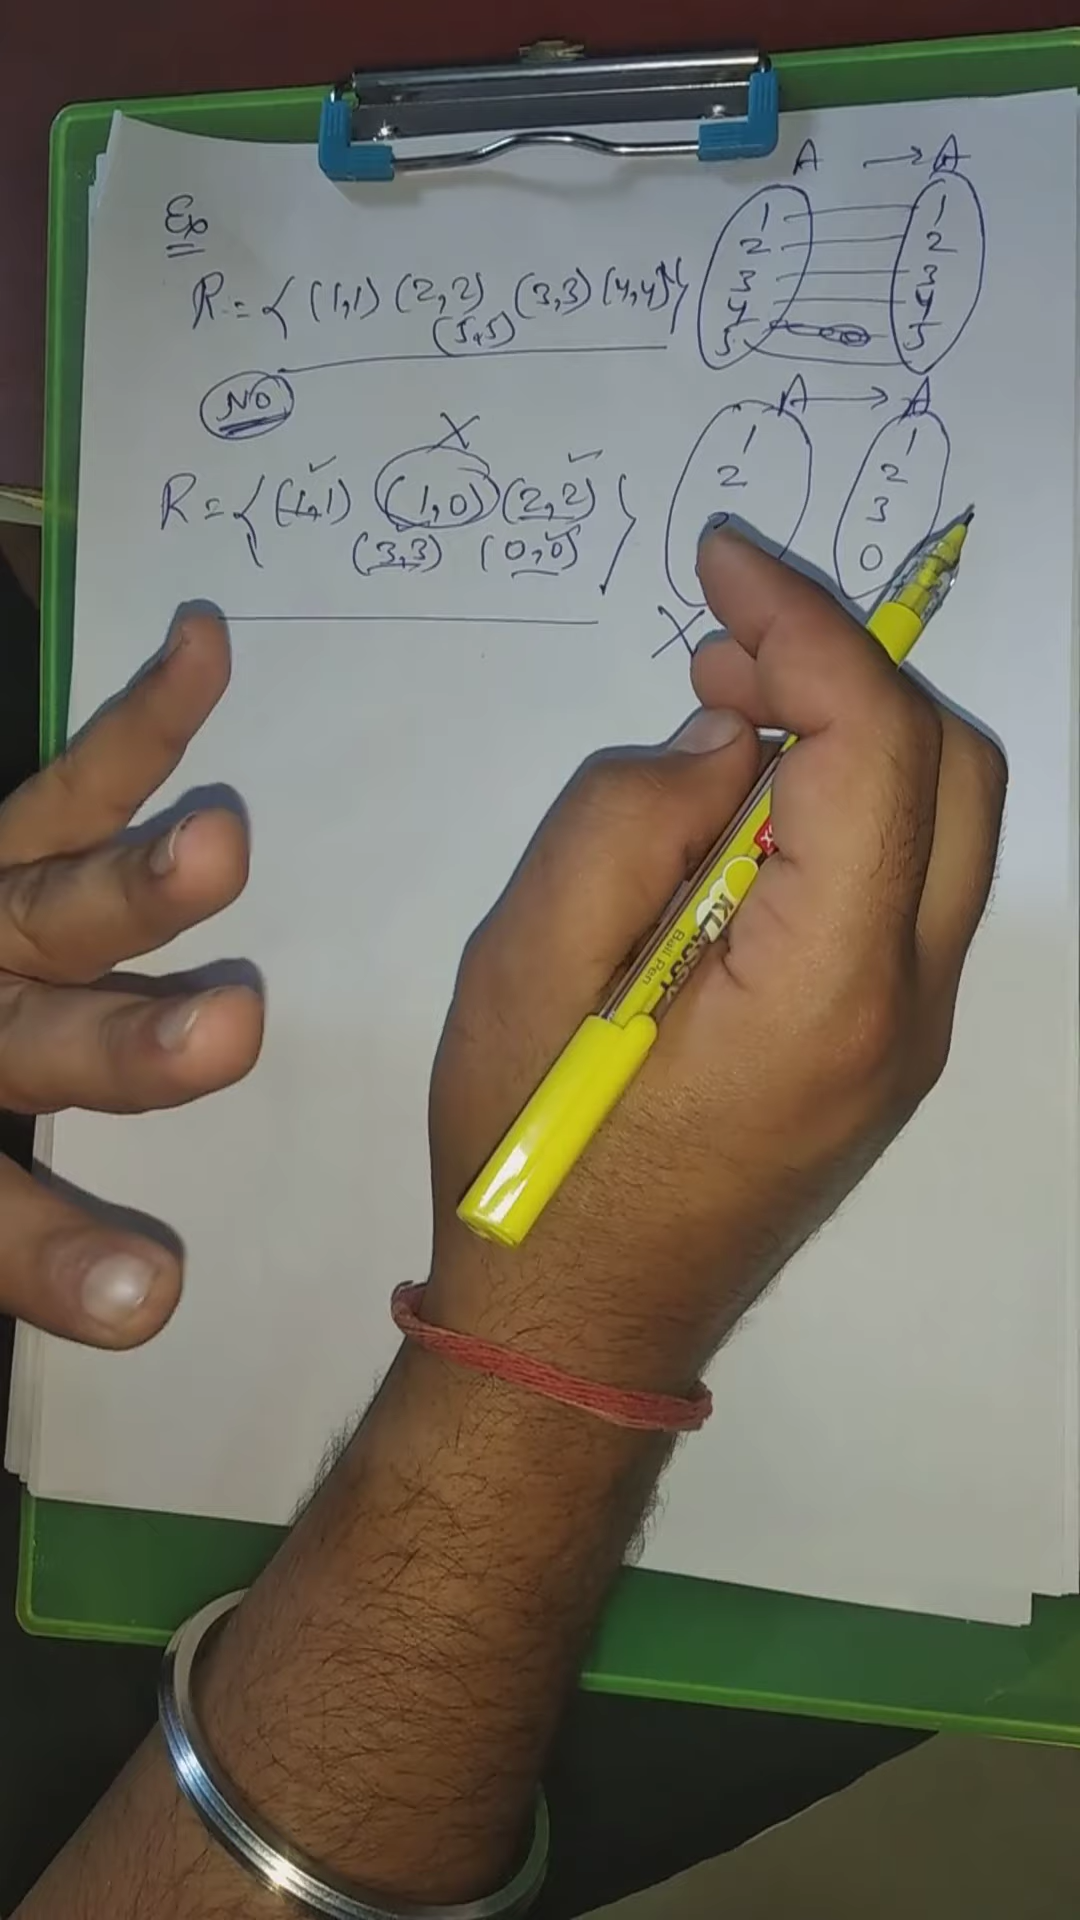 Ex
A → A
R = { (1,1) (2,2) (3,3) (4,4) }
(5,5)
1 1
2 2
3 3
4 4
5 5
NO
A → A
X
R = { (1,1) (1,0) (2,2) }
(3,3) (0,0)
1 1
2 2
3
0
X
KLASSY
Ball Pen